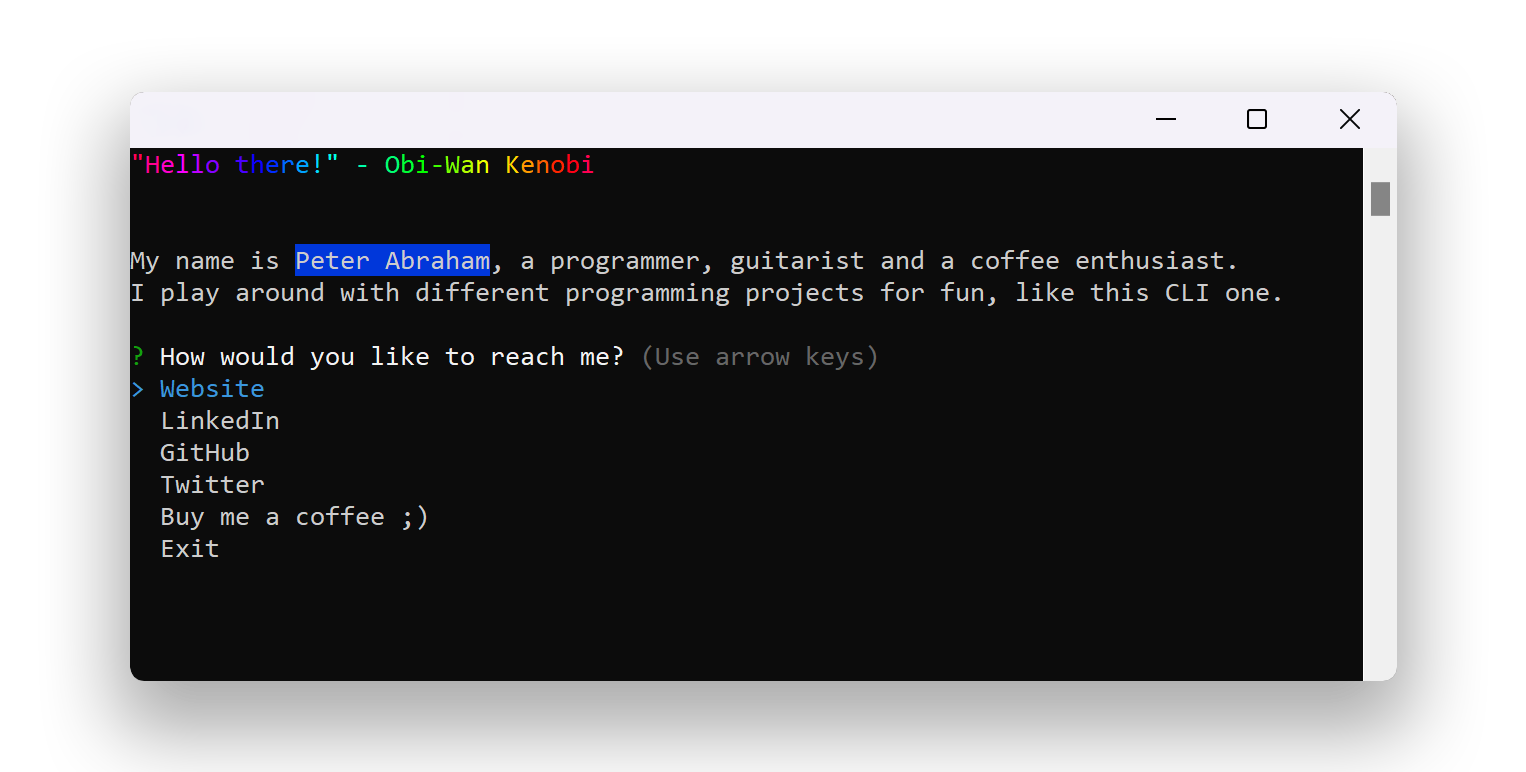 "Hello there!" - Obi-Wan Kenobi
My name is Peter Abraham, a programmer, guitarist and a coffee enthusiast.
I play around with different programming projects for fun, like this CLI one.
? How would you like to reach me? (Use arrow keys)
> Website
LinkedIn
GitHub
Twitter
Buy me a coffee ;)
Exit